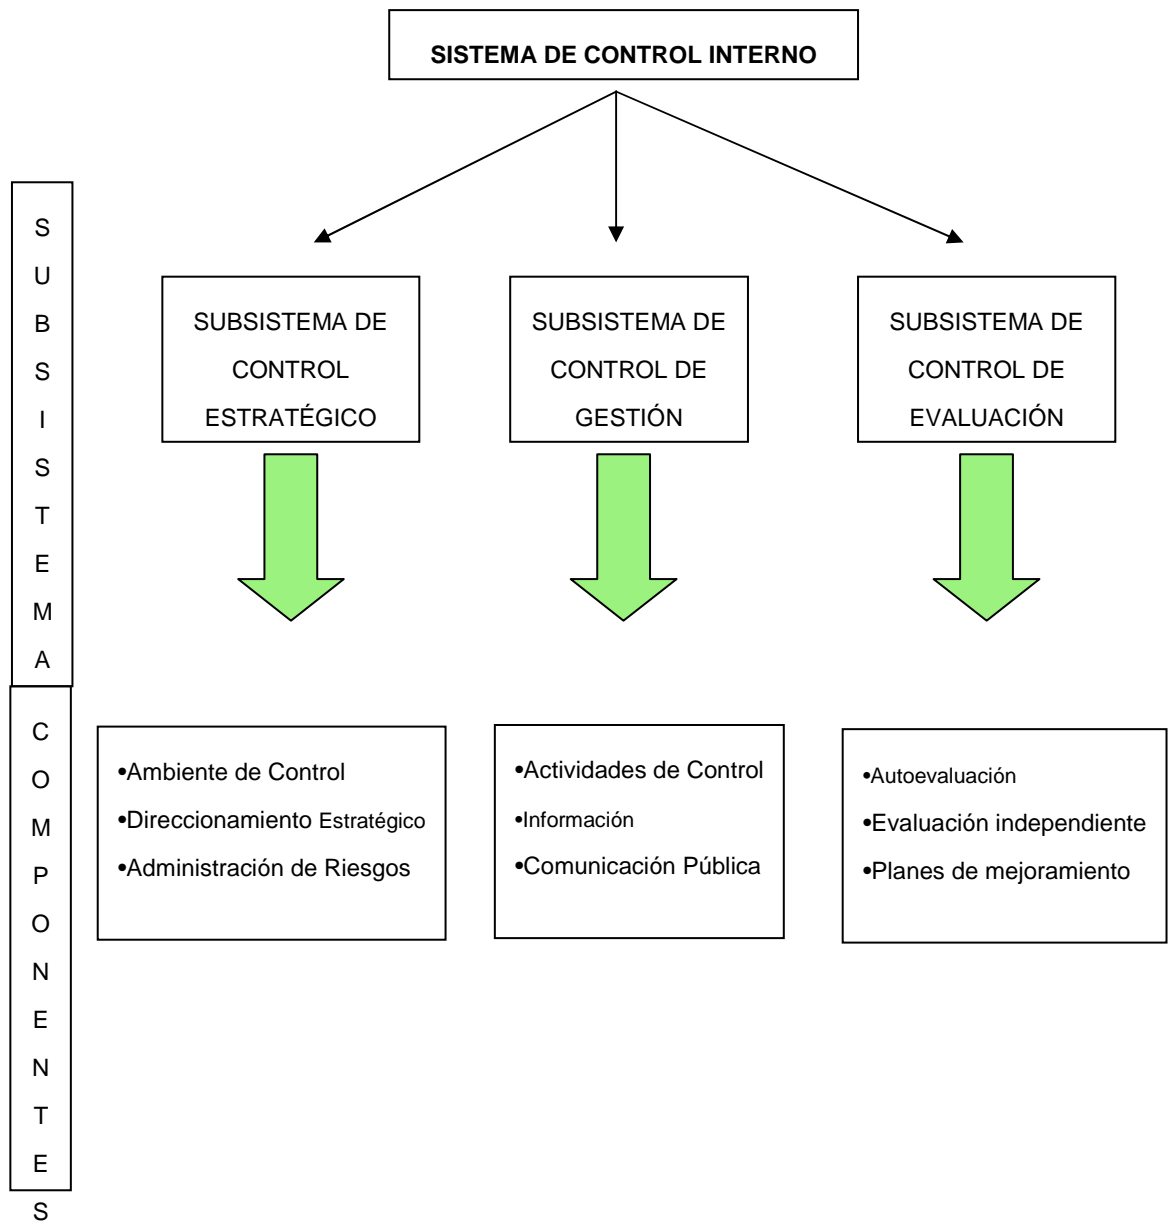 SISTEMA DE CONTROL INTERNO
S
U
B
S
I
S
T
E
M
A
SUBSISTEMA DE
CONTROL
ESTRATÉGICO
SUBSISTEMA DE
CONTROL DE
GESTIÓN
SUBSISTEMA DE
CONTROL DE
EVALUACIÓN
C
O
M
P
O
N
E
N
T
E
S
•Ambiente de Control
•Direccionamiento Estratégico
•Administración de Riesgos
•Actividades de Control
•Información
•Comunicación Pública
•Autoevaluación
•Evaluación independiente
•Planes de mejoramiento